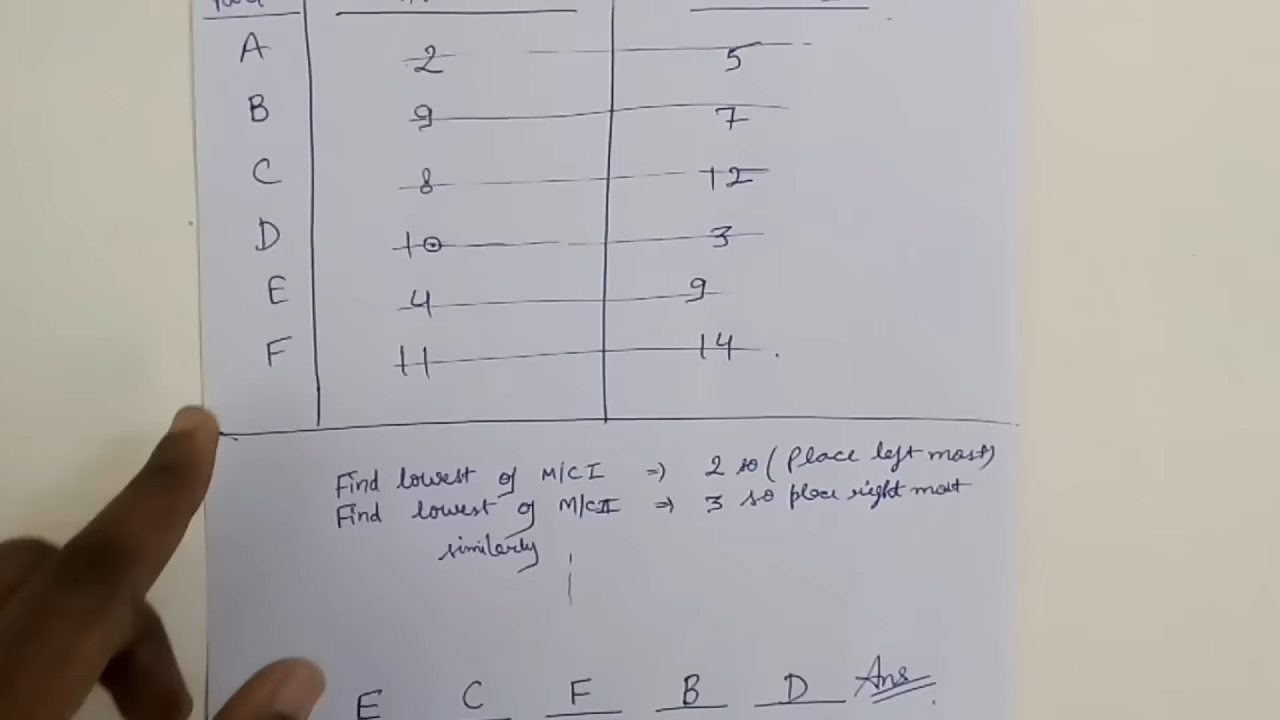 A 2 5
B 9 7
C 8 12
D 10 3
E 4 9
F 11 14 .
Find lowest of M/C I => 2 so (Place left most)
Find lowest of M/C II => 3 so place right most
similarly
E C F B D Ans